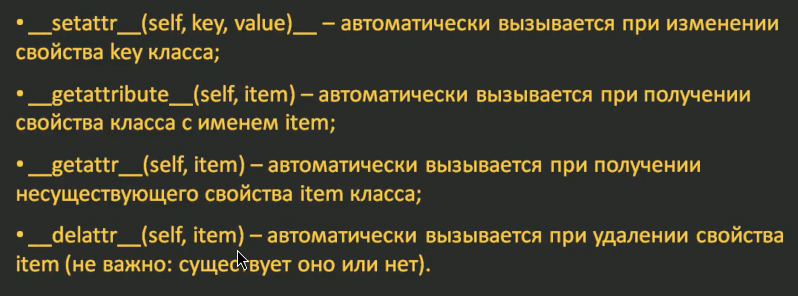 • __setattr__(self, key, value)__ – автоматически вызывается при изменении
свойства key класса;
• __getattribute__(self, item) – автоматически вызывается при получении
свойства класса с именем item;
• __getattr__(self, item) – автоматически вызывается при получении
несуществующего свойства item класса;
• __delattr__(self, item) – автоматически вызывается при удалении свойства
item (не важно: существует оно или нет).